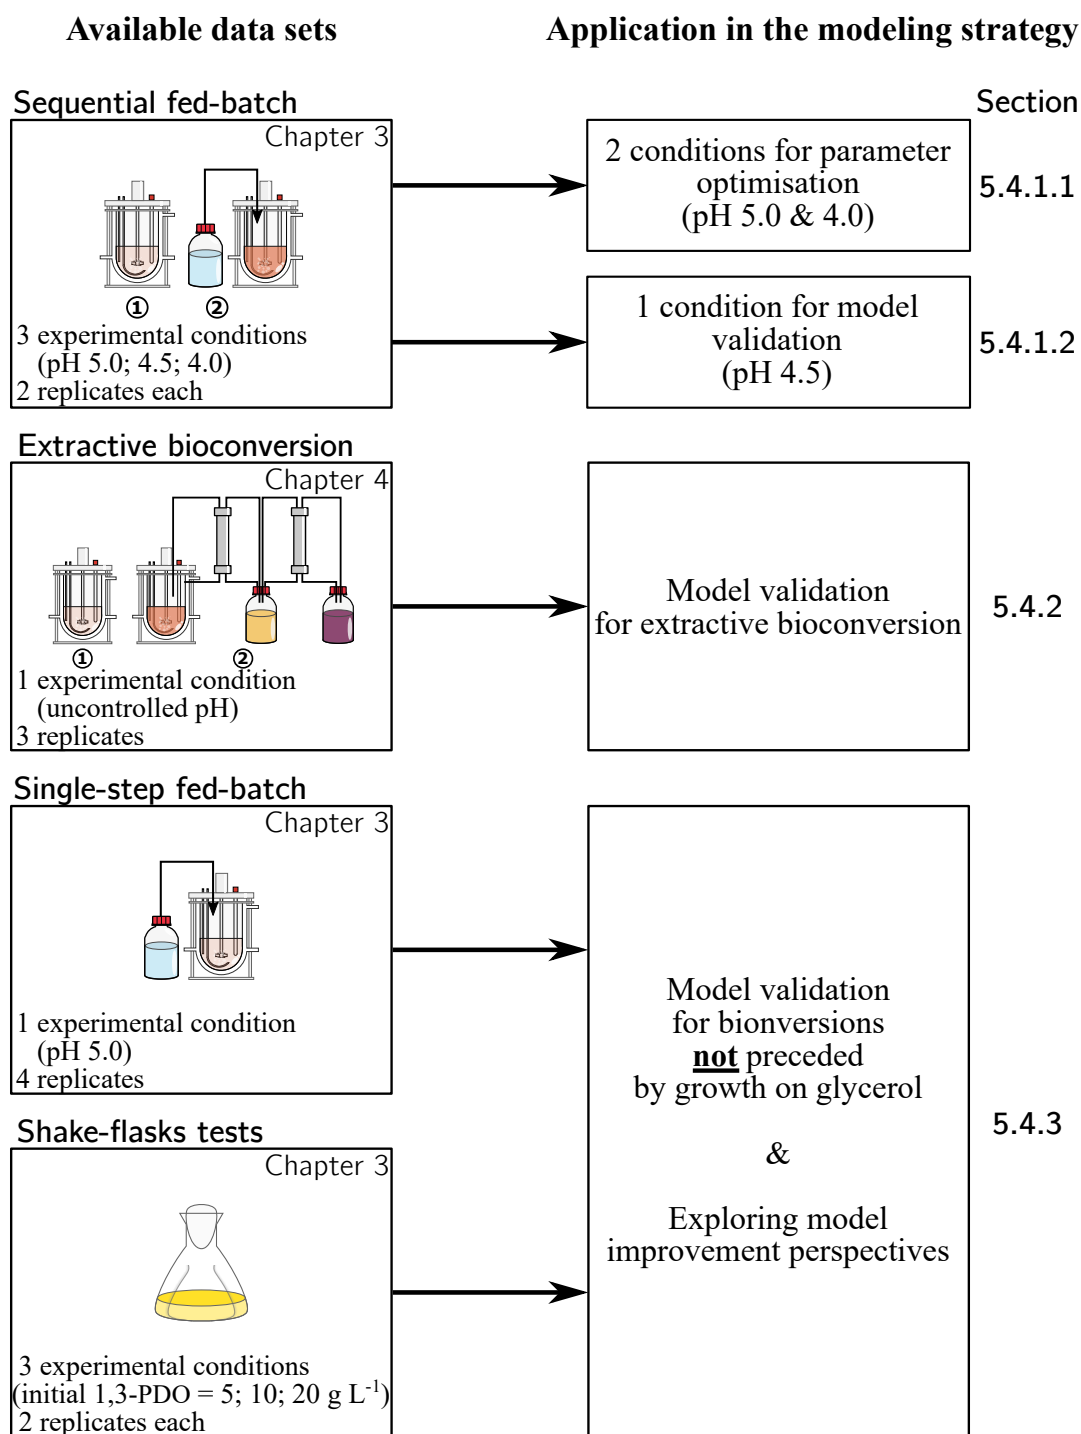 Available data sets
Application in the modeling strategy
Section
Sequential fed-batch
Chapter 3
①
②
3 experimental conditions
(pH 5.0; 4.5; 4.0)
2 replicates each
2 conditions for parameter
optimisation
(pH 5.0 & 4.0)
5.4.1.1
1 condition for model
validation
(pH 4.5)
5.4.1.2
Extractive bioconversion
Chapter 4
①
②
1 experimental condition
(uncontrolled pH)
3 replicates
Model validation
for extractive bioconversion
5.4.2
Single-step fed-batch
Chapter 3
1 experimental condition
(pH 5.0)
4 replicates
Shake-flasks tests
Chapter 3
3 experimental conditions
(initial 1,3-PDO = 5; 10; 20 g L⁻¹)
2 replicates each
Model validation
for bionversions
not preceded
by growth on glycerol
&
Exploring model
improvement perspectives
5.4.3